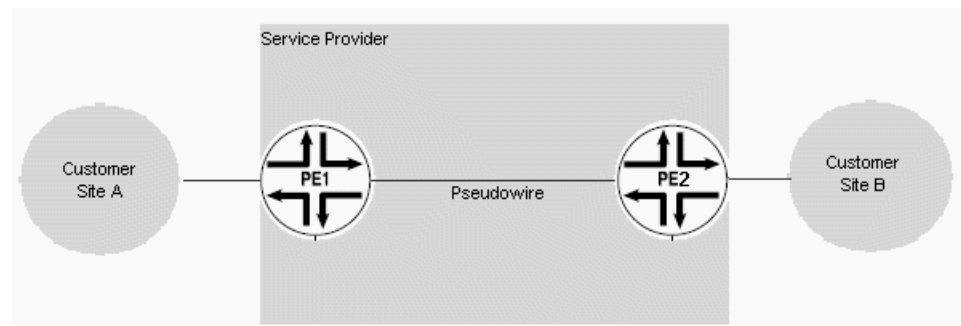 Service Provider
Customer
Site A
PE1
Pseudowire
PE2
Customer
Site B